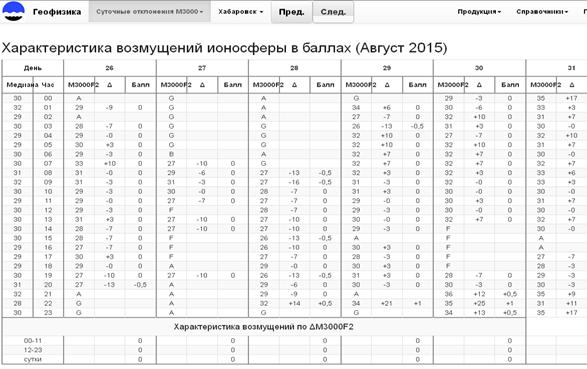 Геофизика Суточные отклонения M3000 Хабаровск Пред. След. Продукция Справочники
Характеристика возмущений ионосферы в баллах (Август 2015)
День 26 27 28 29 30 31
Медиана Час M3000F2 Δ Балл M3000F2 Δ Балл M3000F2 Δ Балл M3000F2 Δ Балл M3000F2 Δ Балл M3000F2 Δ
30 00 A G A G 29 -3 0 35 +17
32 01 29 -9 0 G A 34 +6 0 30 -6 0 33 +3
29 02 A G A 27 -7 0 32 +10 0 31 +7
30 03 28 -7 0 G G 26 -13 -0,5 31 +3 0 30 -0
29 04 29 -0 0 G G 32 +10 0 27 -7 0 32 +10
29 05 30 +3 0 G G 32 +10 0 32 +10 0 31 +7
30 06 29 -3 0 B A 32 +7 0 32 +7 0 30 -0
30 07 33 +10 0 27 -10 0 G 32 +7 0 32 +7 0 32 +7
31 08 31 -0 0 29 -6 0 27 -13 -0,5 32 +3 0 32 +3 0 33 +6
32 09 31 -3 0 31 -3 0 27 -16 -0,5 32 +3 0 32 -0 0 33 +3
30 10 29 -3 0 30 -0 0 28 -7 0 31 +3 0 30 -0 0 30 -0
29 11 29 -0 0 27 -7 0 28 -7 0 29 -0 0 30 +3 0 31 +7
30 12 29 -3 0 F 28 -7 0 29 -3 0 30 -0 0 30 -0
30 13 31 +3 0 27 -10 0 27 -10 0 30 -0 0 32 +7 0 32 +7
30 14 28 -7 0 27 -10 0 27 -10 0 29 -3 0 F 30 -0
30 15 28 -7 0 F 26 -13 -0,5 A F A
29 16 27 -7 0 F 26 -10 0 30 +3 0 F A
29 17 30 +3 0 F 27 -7 0 28 -3 0 F 27 -7
29 18 29 -0 0 A 29 -0 0 30 +3 0 F 28 -3
30 19 27 -10 0 27 -10 0 26 -13 -0,5 31 +3 0 28 -7 0 29 -3
31 20 27 -13 -0,5 A 29 -6 0 30 -3 0 30 -3 0 30 -3
32 21 A A 29 -9 0 A 36 +12 +0,5 35 +9
28 22 G A 32 +14 +0,5 34 +21 +1 35 +25 +1 31 +11
30 23 G A A G 34 +13 +0,5 35 +17
Характеристика возмущений по ΔM3000F2
00-11 0 0 0 0 0
12-23 0 0 0 0 0
сутки 0 0 0 0 0